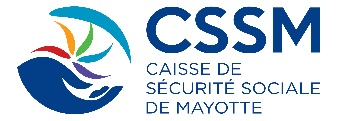 CSSM
CAISSE DE
SÉCURITÉ SOCIALE
DE MAYOTTE